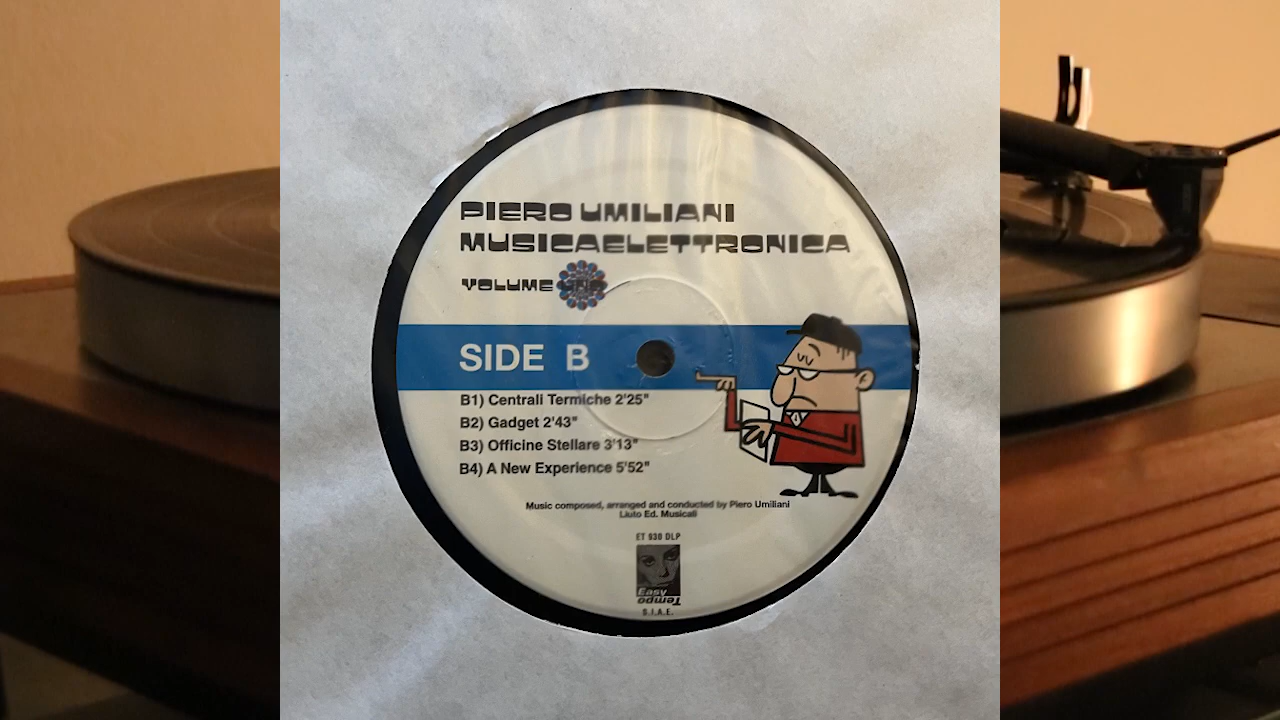 PIERO UMILIANI
MUSICAELETTRONICA
VOLUME UNO
SIDE B
B1) Centrali Termiche 2'25"
B2) Gadget 2'43"
B3) Officine Stellare 3'13"
B4) A New Experience 5'52"
Music composed, arranged and conducted by Piero Umiliani
Liuto Ed. Musicali
ET 930 DLP
Easy
Tempo
S.I.A.E.